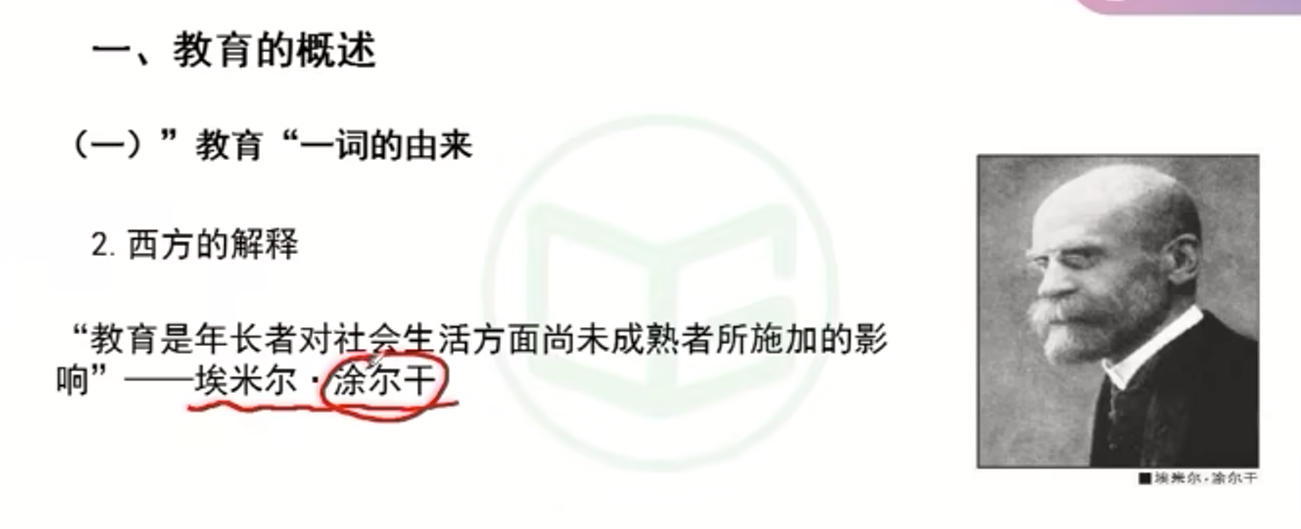 一、教育的概述
（一）”教育“一词的由来
2. 西方的解释
“教育是年长者对社会生活方面尚未成熟者所施加的影
响”——埃米尔·涂尔干
■埃米尔·涂尔干